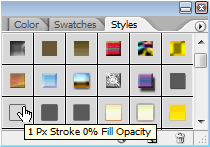 Color Swatches Styles
1 Px Stroke 0% Fill Opacity